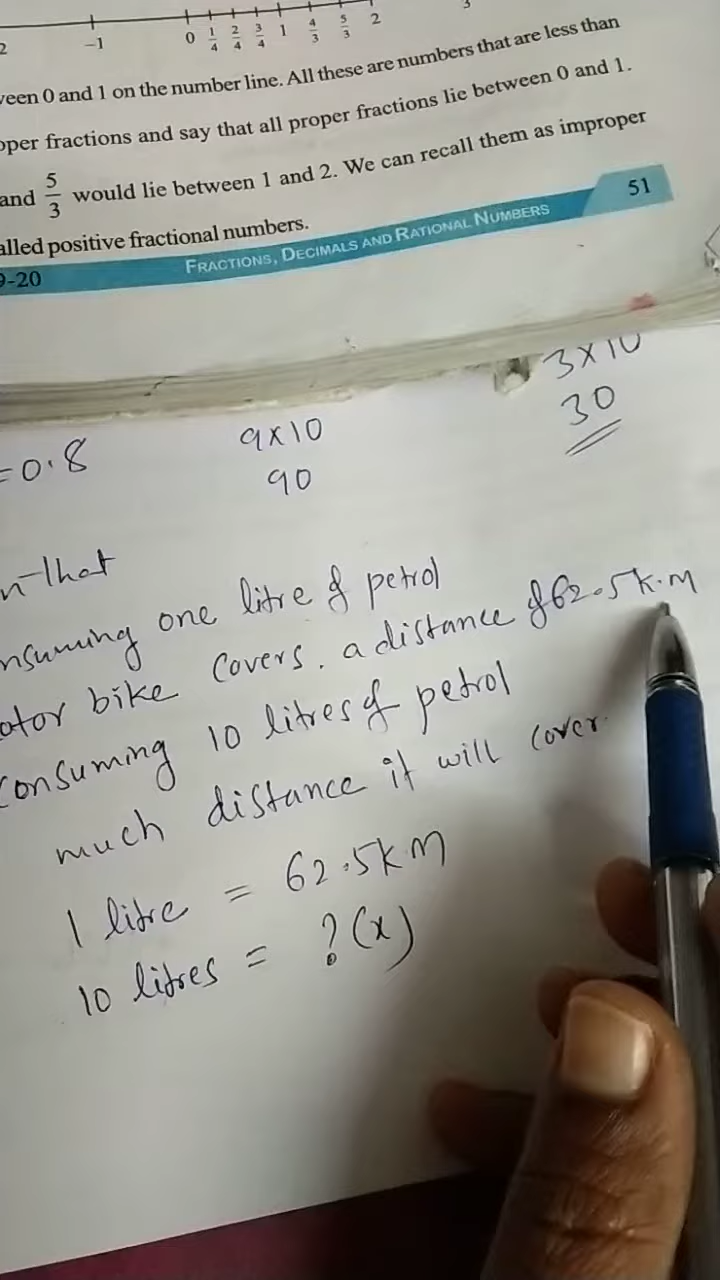 2 -1 0 1/4 2/4 3/4 1 4/3 5/3 2 3
veen 0 and 1 on the number line. All these are numbers that are less than
oper fractions and say that all proper fractions lie between 0 and 1.
and 5/3 would lie between 1 and 2. We can recall them as improper
alled positive fractional numbers.
9-20 FRACTIONS, DECIMALS AND RATIONAL NUMBERS 51
3×10
=0.8 9×10 30
90
n that
nsuming one litre of petrol
otor bike covers. a distance of 62.5 k.m
Consuming 10 litres of petrol
much distance it will cover.
1 litre = 62.5 k m
10 litres = ? (x)